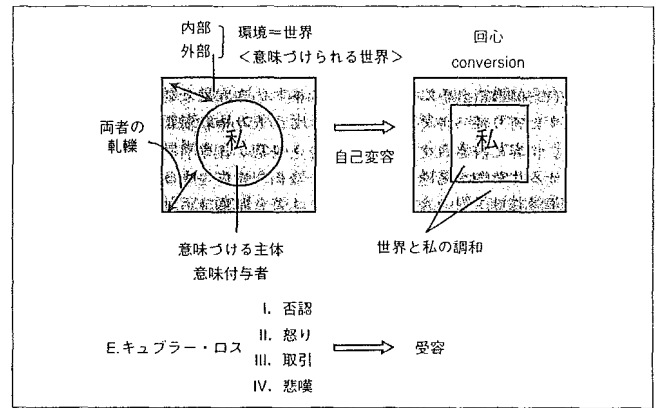 内部
外部
環境＝世界
＜意味づけられる世界＞
回心
conversion
両者の
軋轢
私
自己変容
私
意味づける主体
意味付与者
世界と私の調和
E.キュブラー・ロス
I. 否認
II. 怒り
III. 取引
IV. 悲嘆
受容